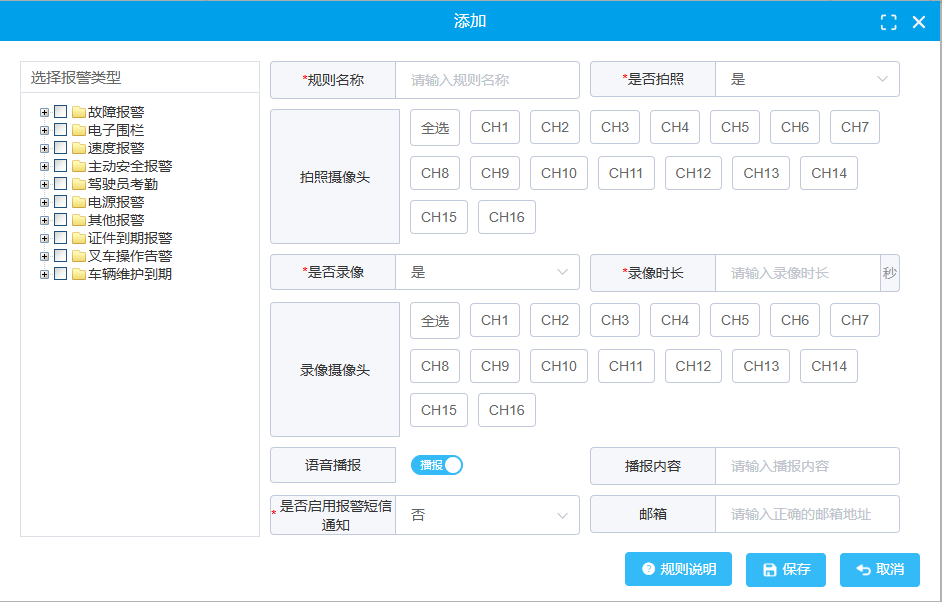 添加
选择报警类型
故障报警
电子围栏
速度报警
主动安全报警
驾驶员考勤
电源报警
其他报警
证件到期报警
叉车操作告警
车辆维护到期
*规则名称 请输入规则名称 *是否拍照 是
拍照摄像头
全选 CH1 CH2 CH3 CH4 CH5 CH6 CH7
CH8 CH9 CH10 CH11 CH12 CH13 CH14
CH15 CH16
*是否录像 是 *录像时长 请输入录像时长 秒
录像摄像头
全选 CH1 CH2 CH3 CH4 CH5 CH6 CH7
CH8 CH9 CH10 CH11 CH12 CH13 CH14
CH15 CH16
语音播报 播报 播报内容 请输入播报内容
*是否启用报警短信
通知 否 邮箱 请输入正确的邮箱地址
规则说明 保存 取消